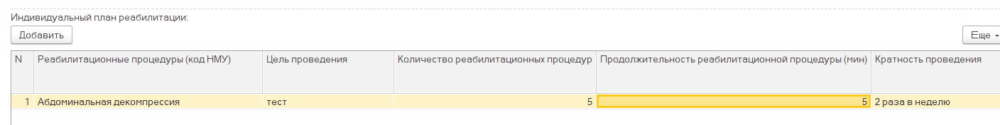 Индивидуальный план реабилитации:
Добавить
Еще
N Реабилитационные процедуры (код НМУ) Цель проведения Количество реабилитационных процедур Продолжительность реабилитационной процедуры (мин) Кратность проведения
1 Абдоминальная декомпрессия тест 5 5 2 раза в неделю